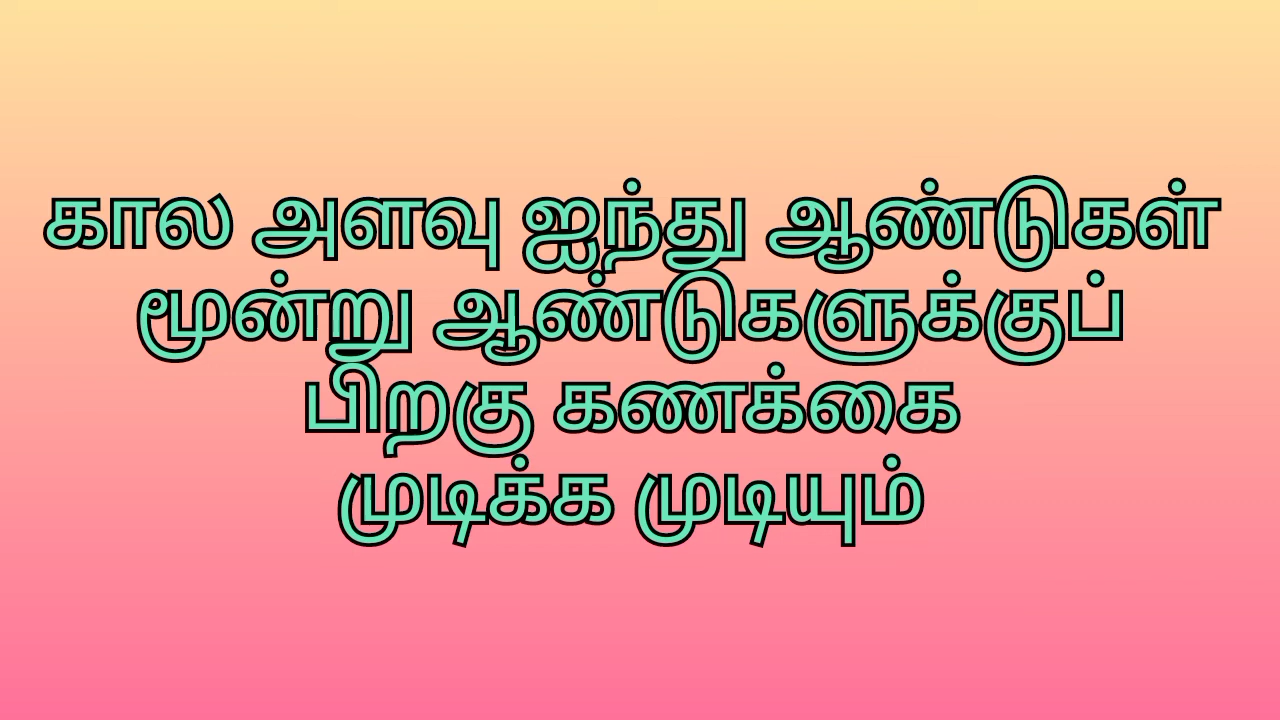 கால அளவு ஐந்து ஆண்டுகள்
மூன்று ஆண்டுகளுக்குப்
பிறகு கணக்கை
முடிக்க முடியும்